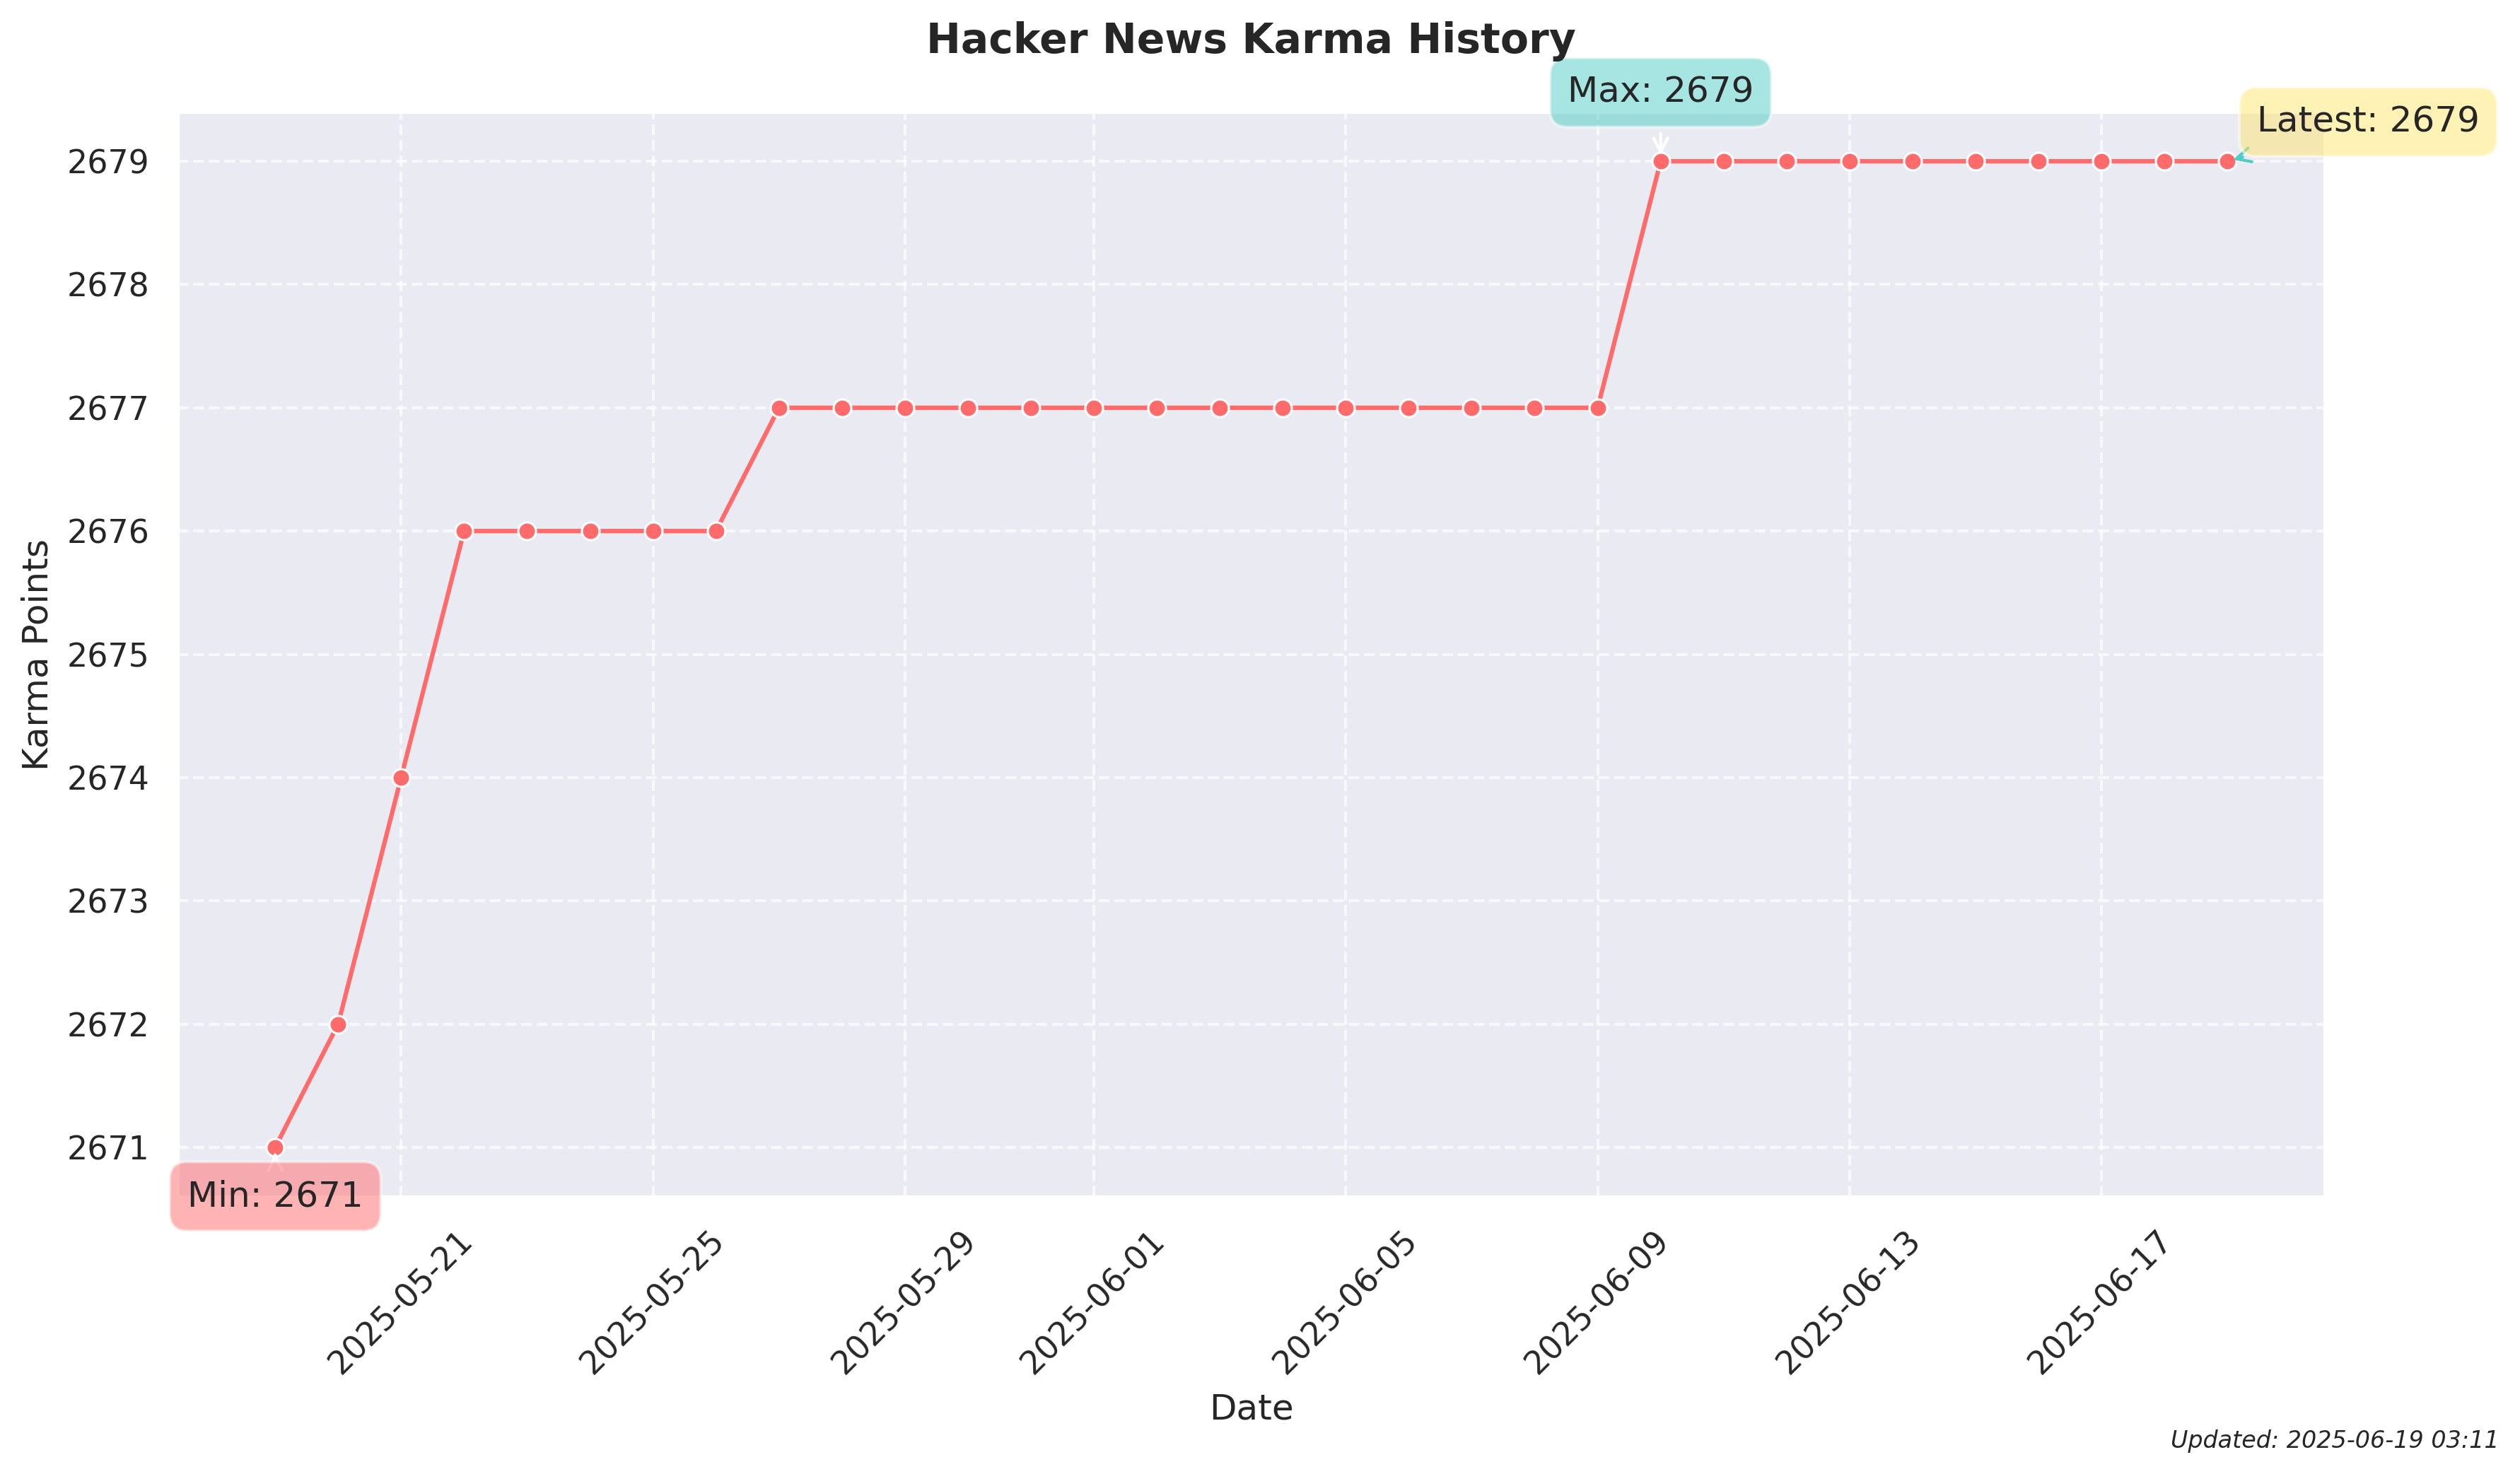 Hacker News Karma History
Max: 2679
Latest: 2679
2679
2678
2677
2676
2675
2674
2673
2672
2671
Karma Points
Min: 2671
2025-05-21
2025-05-25
2025-05-29
2025-06-01
2025-06-05
2025-06-09
2025-06-13
2025-06-17
Date
Updated: 2025-06-19 03:11